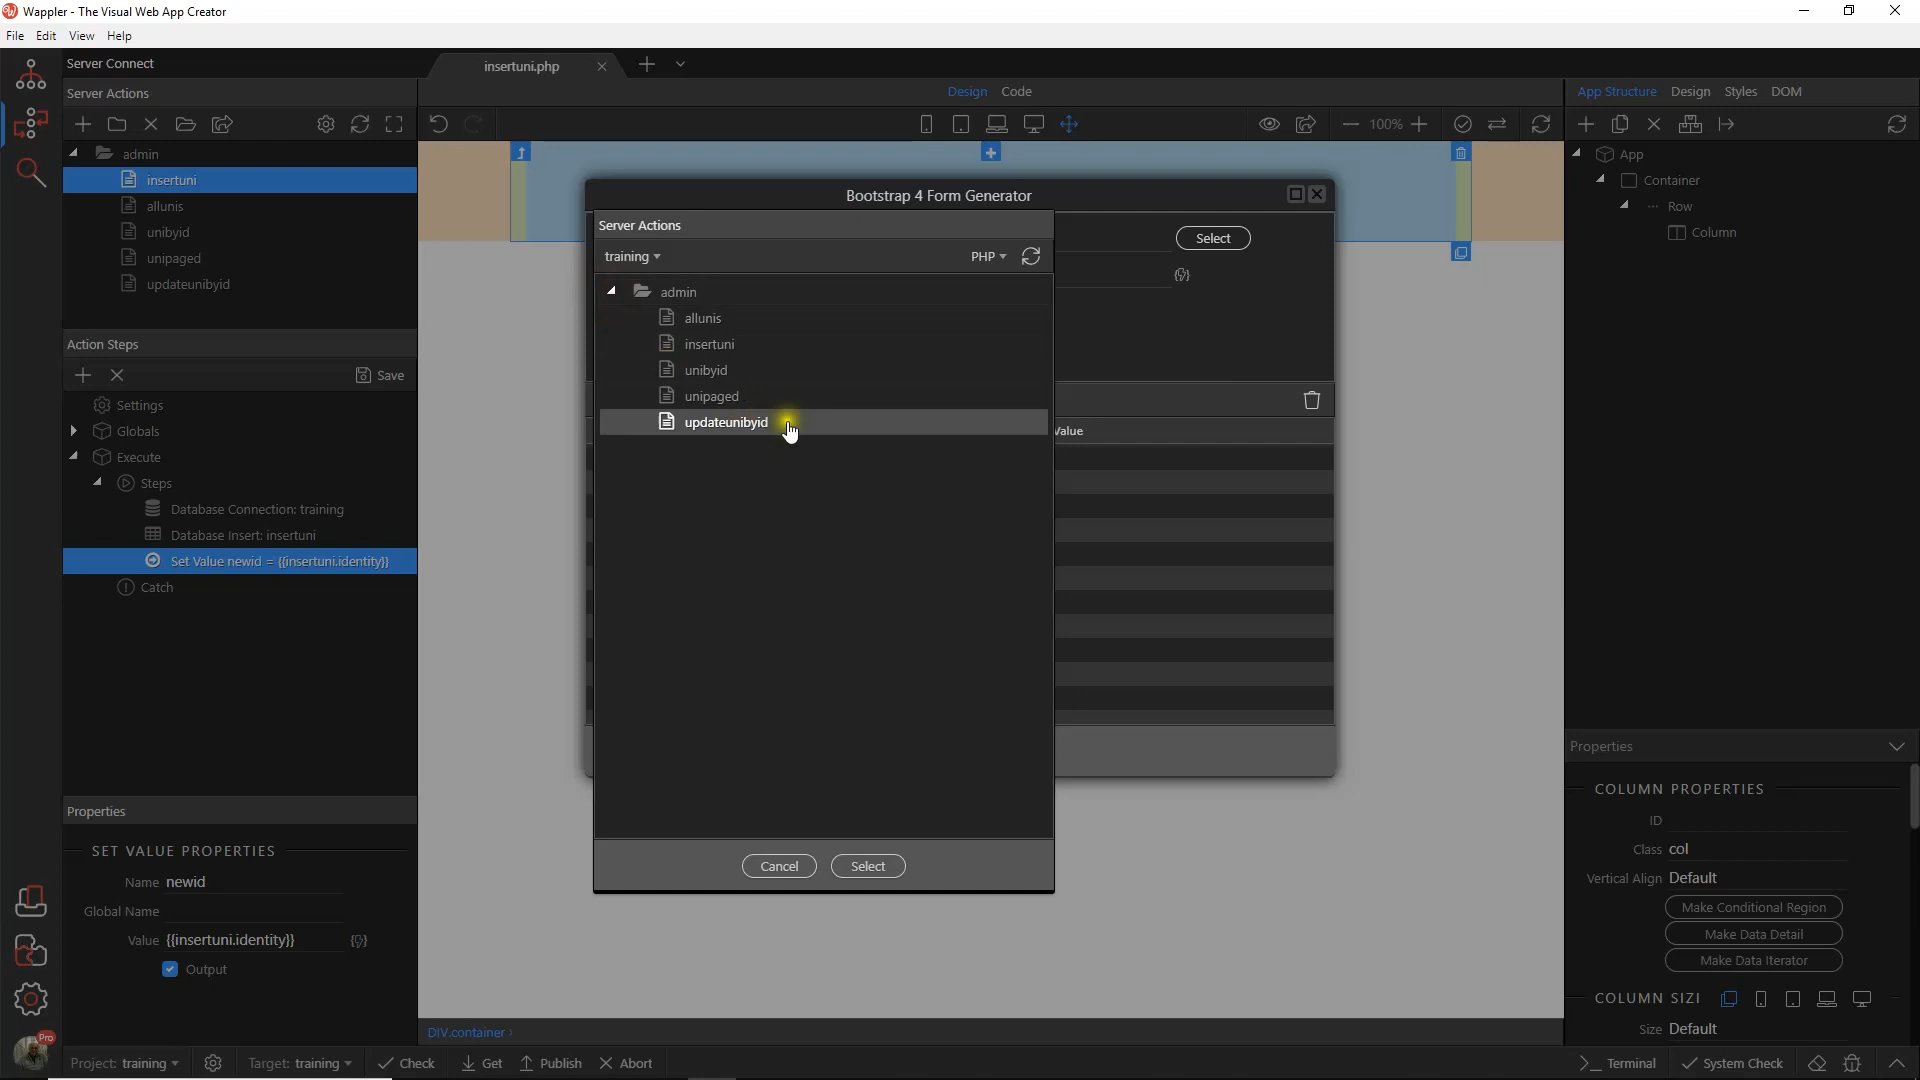 Wappler - The Visual Web App Creator
File Edit View Help
Server Connect
insertuni.php
Server Actions
Design Code
App Structure Design Styles DOM
100%
admin
insertuni
allunis
unibyid
unipaged
updateunibyid
Bootstrap 4 Form Generator
Server Actions
Select
training
PHP
admin
allunis
insertuni
unibyid
unipaged
updateunibyid
Value
Cancel Select
App
Container
Row
Column
Action Steps
Save
Settings
Globals
Execute
Steps
Database Connection: training
Database Insert: insertuni
Set Value newid = {{insertuni.identity}}
Catch
Properties
SET VALUE PROPERTIES
Name newid
Global Name
Value {{insertuni.identity}}
Output
Properties
COLUMN PROPERTIES
ID
Class col
Vertical Align Default
Make Conditional Region
Make Data Detail
Make Data Iterator
COLUMN SIZI
Size Default
DIV.container ›
Pro
Project: training
Target: training
Check
Get
Publish
Abort
Terminal
System Check